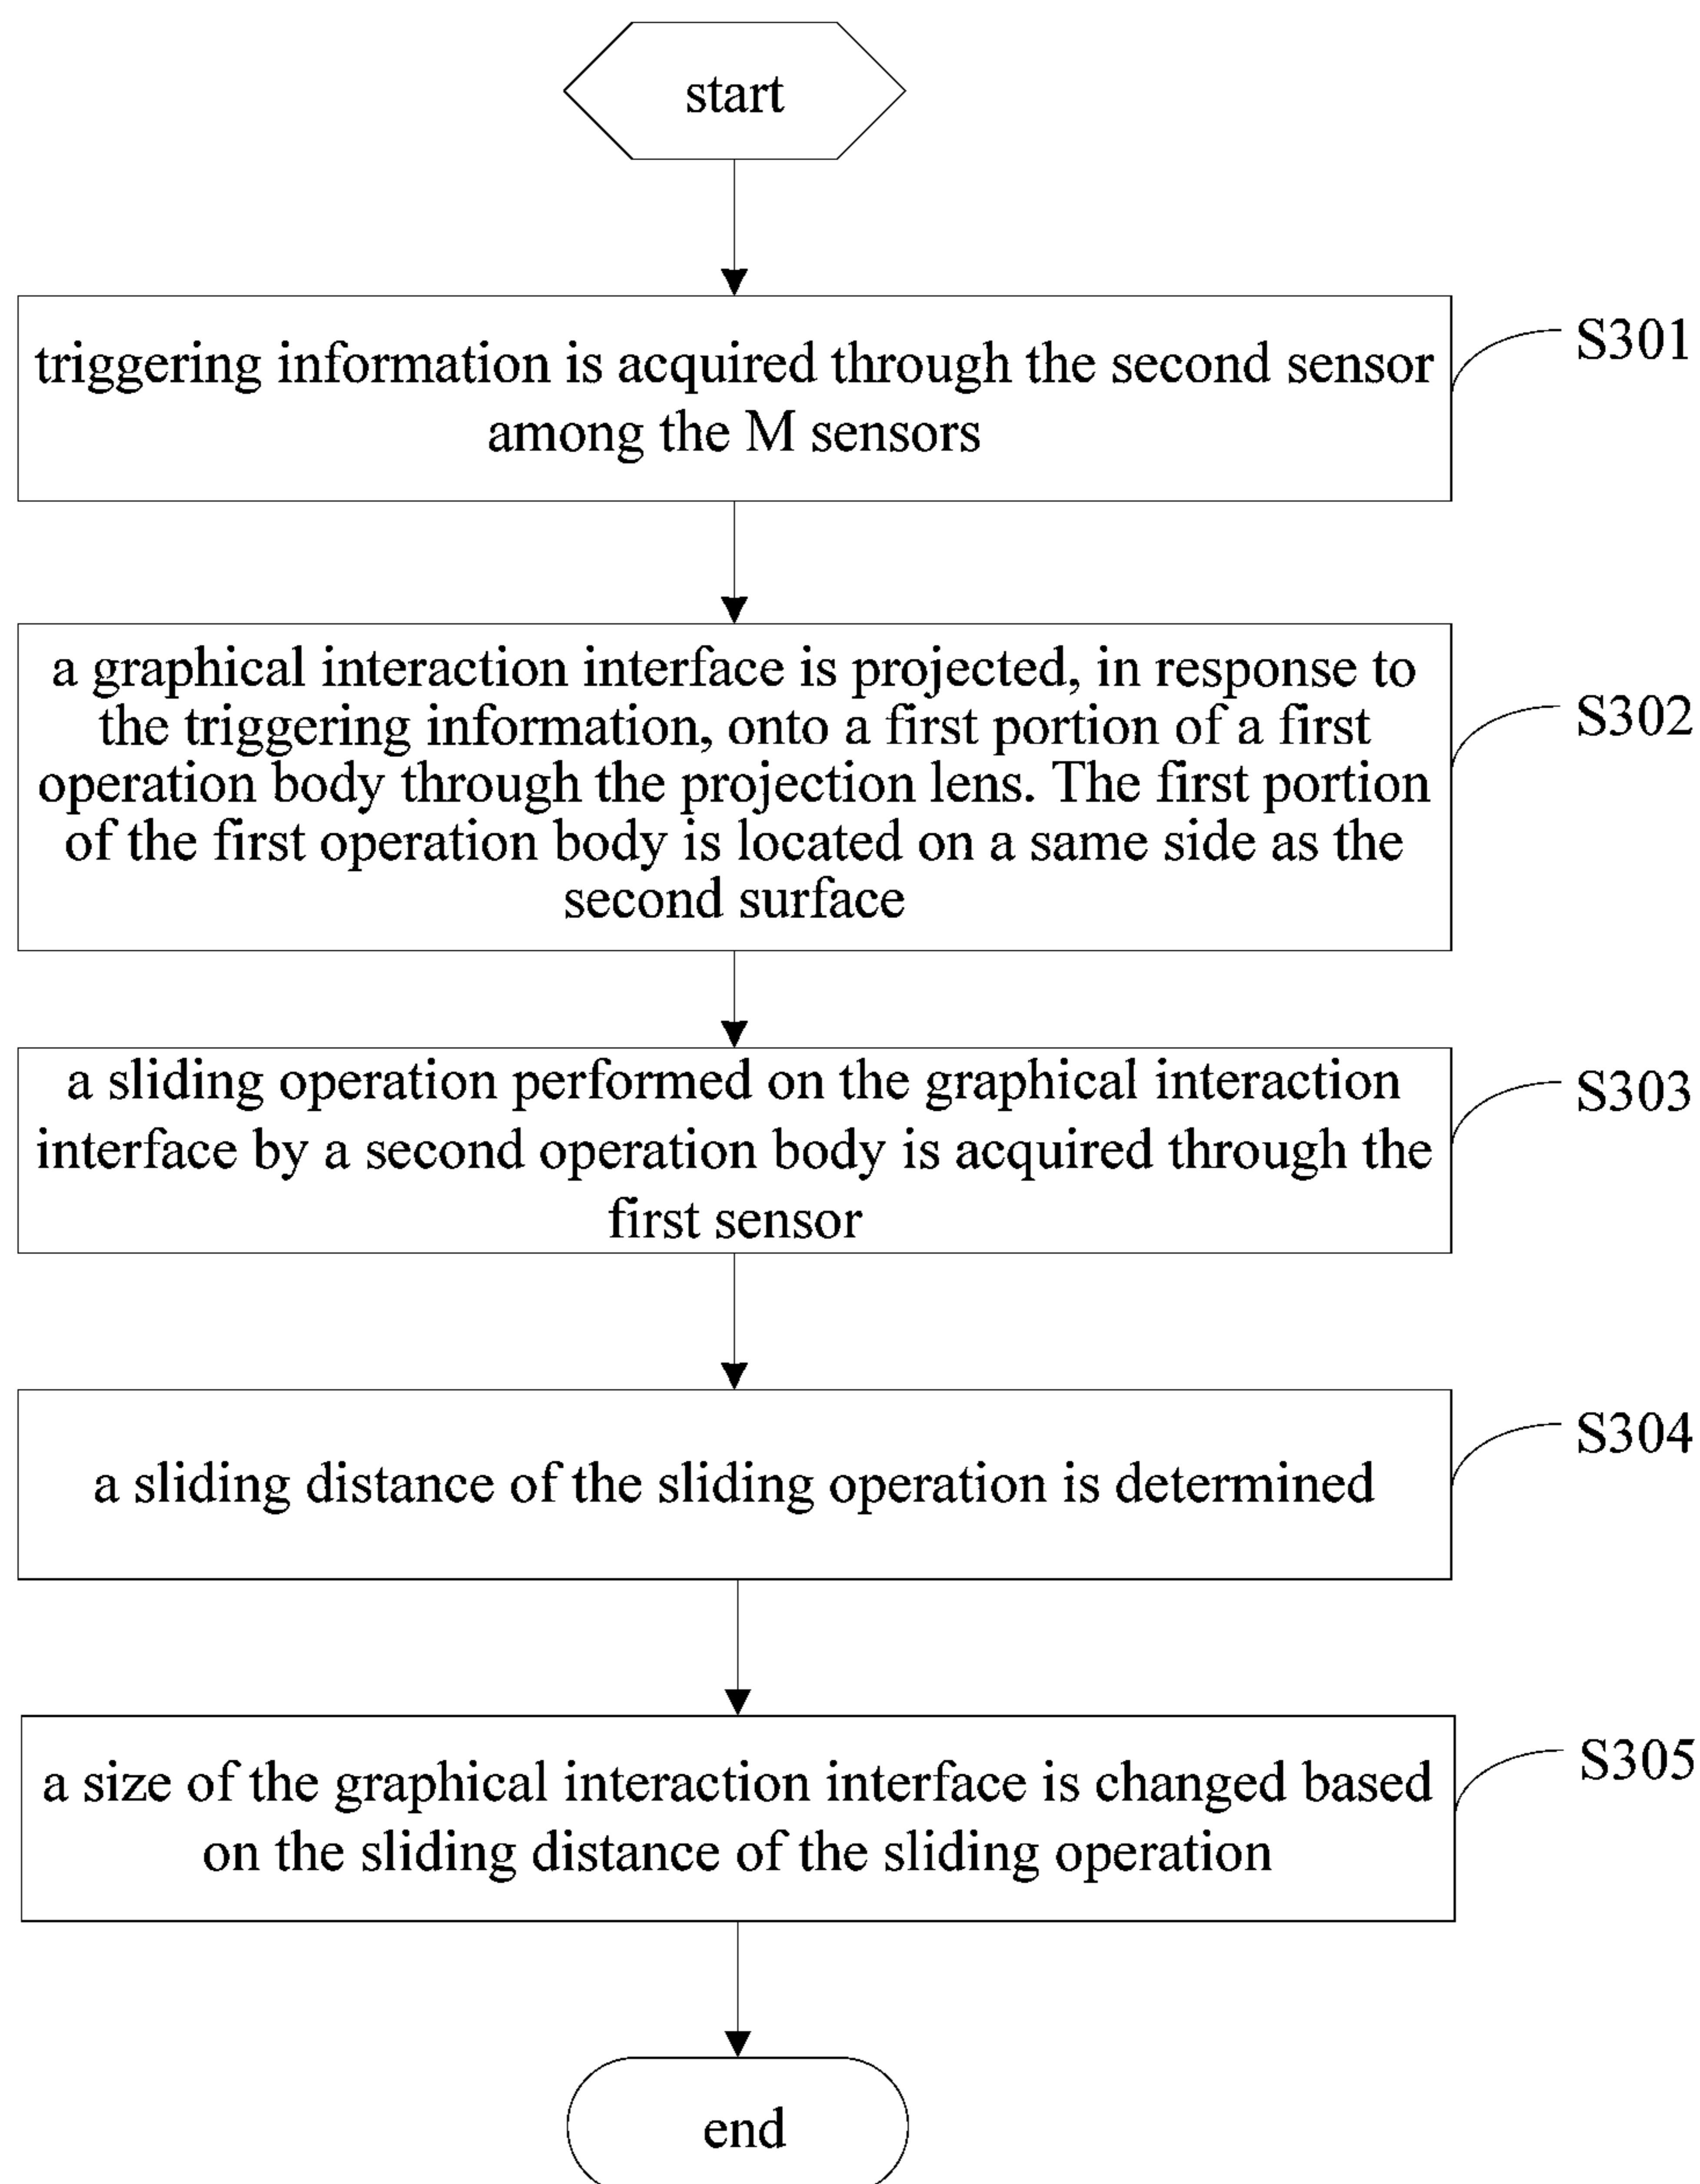 start
triggering information is acquired through the second sensor
among the M sensors
S301
a graphical interaction interface is projected, in response to
the triggering information, onto a first portion of a first
operation body through the projection lens. The first portion
of the first operation body is located on a same side as the
second surface
S302
a sliding operation performed on the graphical interaction
interface by a second operation body is acquired through the
first sensor
S303
a sliding distance of the sliding operation is determined
S304
a size of the graphical interaction interface is changed based
on the sliding distance of the sliding operation
S305
end